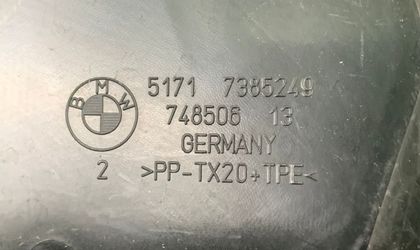 BMW
5171 7385249
748506 13
GERMANY
2 >PP-TX20+TPE<